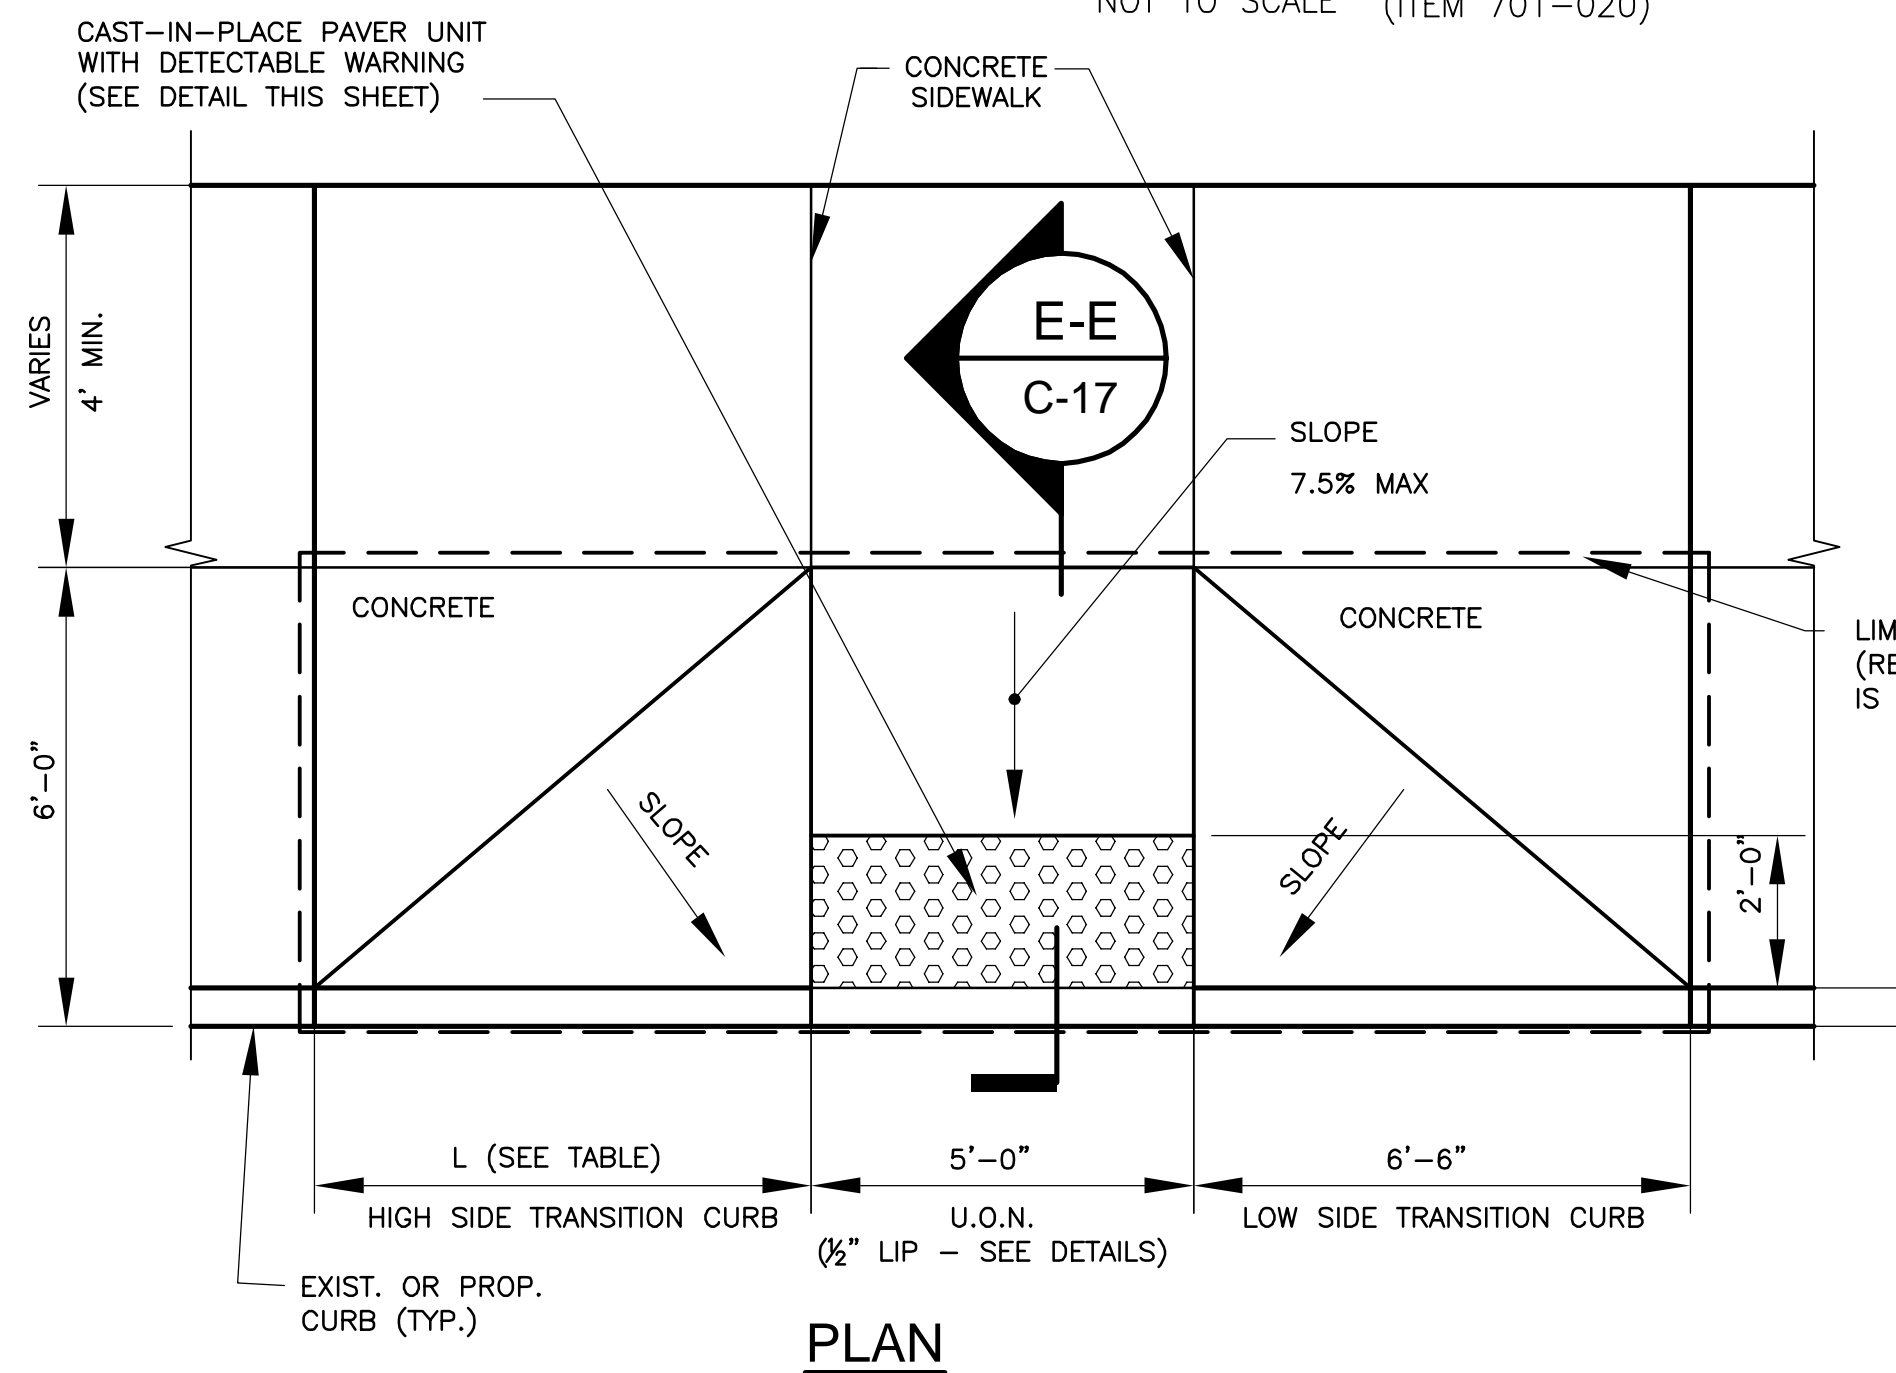 NOT TO SCALE (ITEM 701-020)
CAST-IN-PLACE PAVER UNIT
WITH DETECTABLE WARNING
(SEE DETAIL THIS SHEET)
CONCRETE
SIDEWALK
VARIES
4' MIN.
E-E
C-17
SLOPE
7.5% MAX
CONCRETE
CONCRETE
6'-0"
SLOPE
SLOPE
2'-0"
IS
L (SEE TABLE)
HIGH SIDE TRANSITION CURB
5'-0"
U.O.N.
(½" LIP - SEE DETAILS)
6'-6"
LOW SIDE TRANSITION CURB
EXIST. OR PROP.
CURB (TYP.)
PLAN